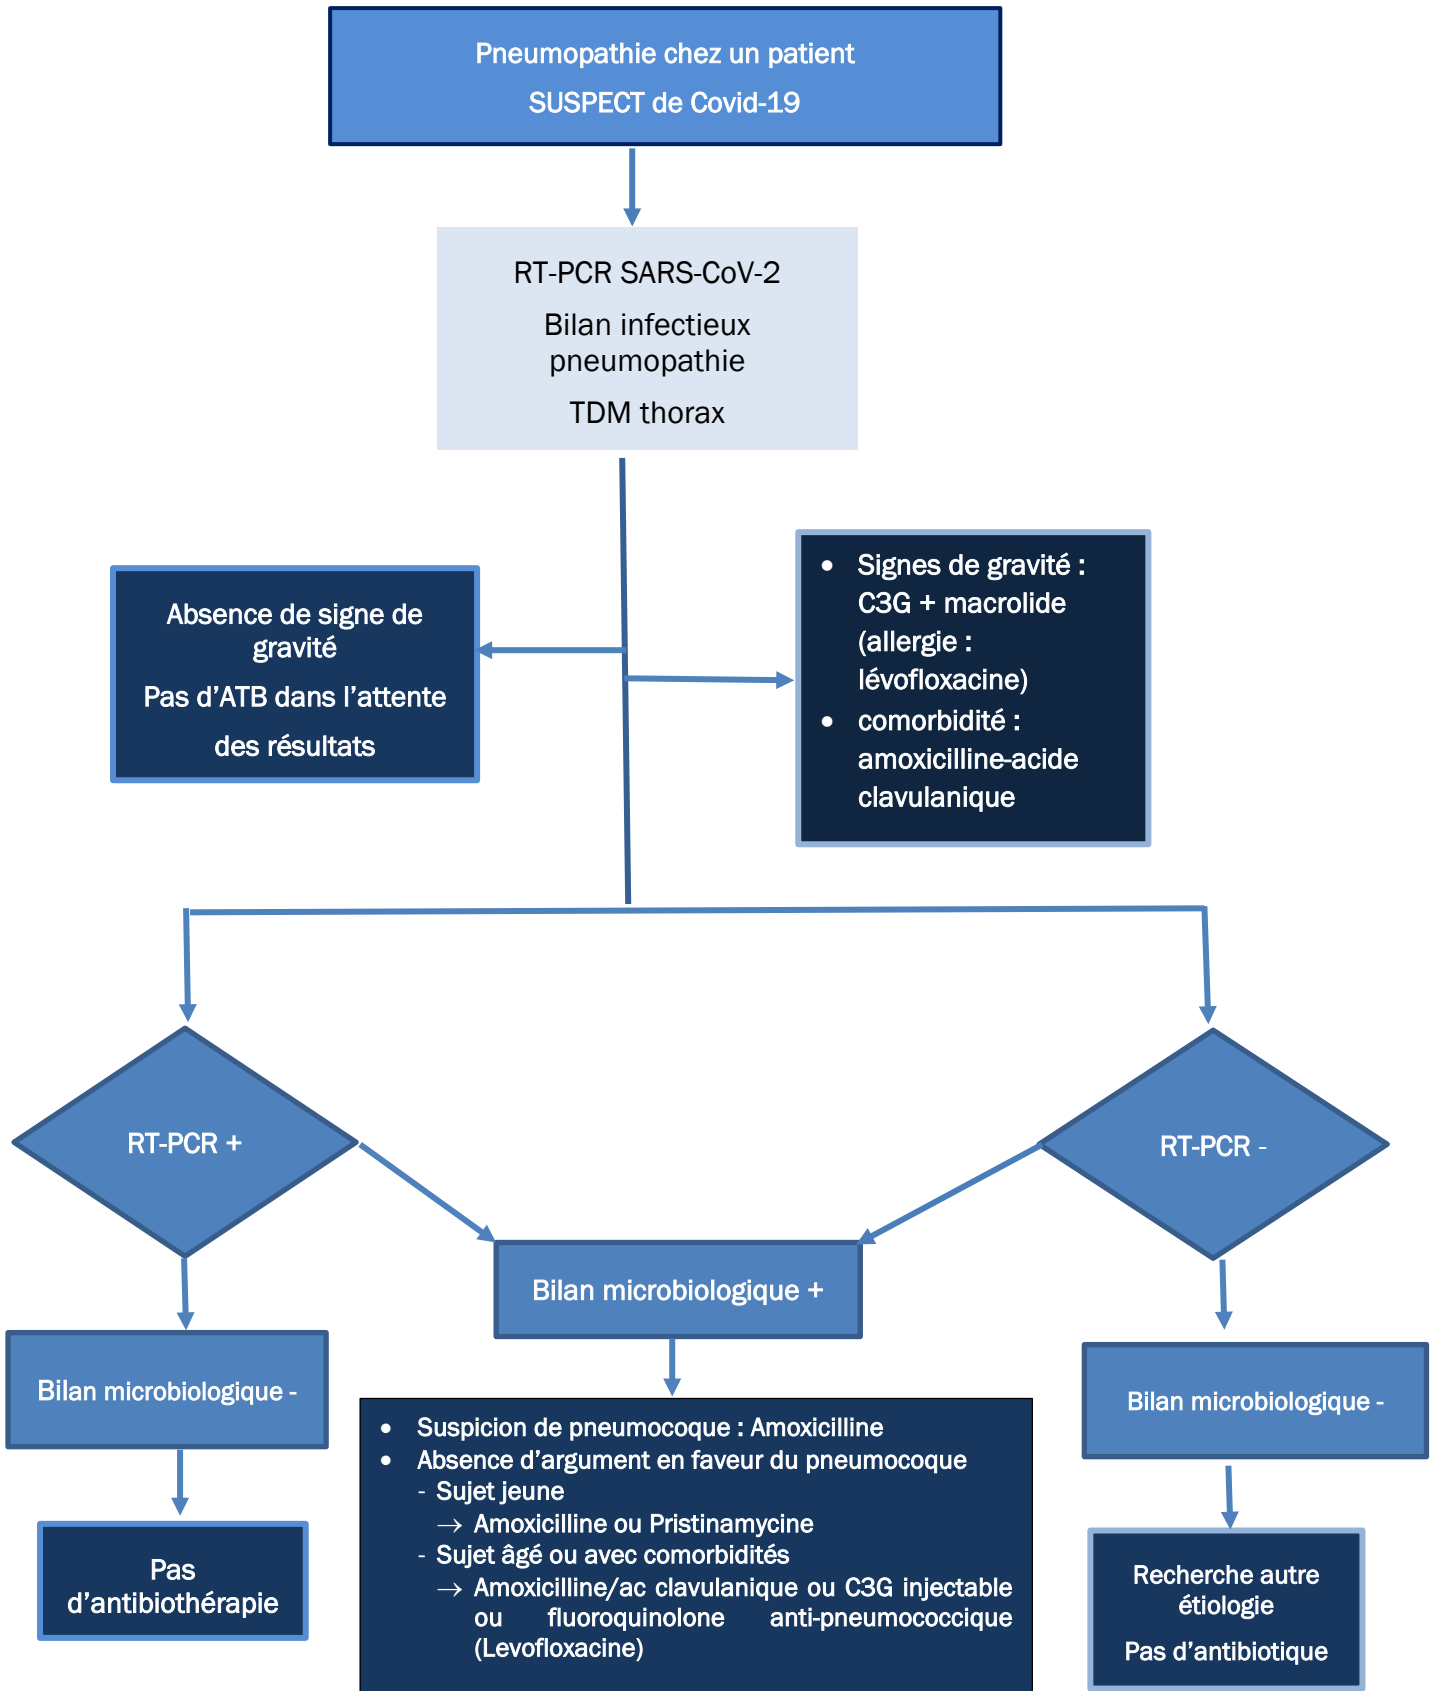 Pneumopathie chez un patient
SUSPECT de Covid-19
RT-PCR SARS-CoV-2
Bilan infectieux
pneumopathie
TDM thorax
Absence de signe de
gravité
Pas d’ATB dans l’attente
des résultats
• Signes de gravité :
C3G + macrolide
(allergie :
lévofloxacine)
• comorbidité :
amoxicilline-acide
clavulanique
RT-PCR +
RT-PCR -
Bilan microbiologique +
Bilan microbiologique -
Bilan microbiologique -
• Suspicion de pneumocoque : Amoxicilline
• Absence d’argument en faveur du pneumocoque
- Sujet jeune
→ Amoxicilline ou Pristinamycine
- Sujet âgé ou avec comorbidités
→ Amoxicilline/ac clavulanique ou C3G injectable
ou fluoroquinolone anti-pneumococcique
(Levofloxacine)
Pas
d’antibiothérapie
Recherche autre
étiologie
Pas d’antibiotique